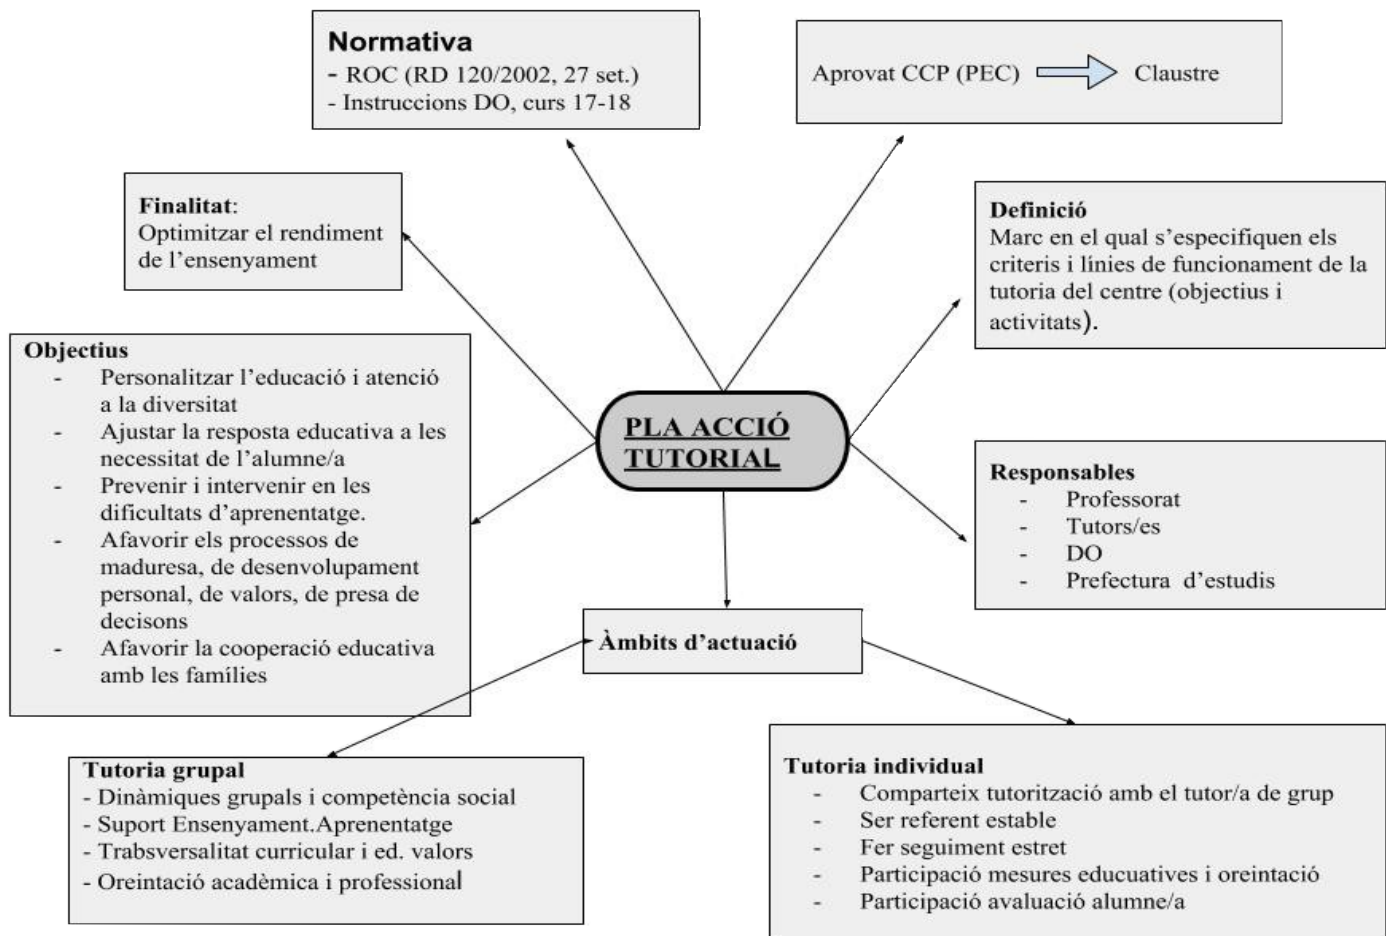 Normativa
- ROC (RD 120/2002, 27 set.)
- Instruccions DO, curs 17-18
Aprovat CCP (PEC) Claustre
Finalitat:
Optimitzar el rendiment
de l'ensenyament
Definició
Marc en el qual s'especifiquen els
criteris i línies de funcionament de la
tutoria del centre (objectius i
activitats).
Objectius
- Personalitzar l'educació i atenció
a la diversitat
- Ajustar la resposta educativa a les
necessitat de l'alumne/a
- Prevenir i intervenir en les
dificultats d'aprenentatge.
- Afavorir els processos de
maduresa, de desenvolupament
personal, de valors, de presa de
decisons
- Afavorir la cooperació educativa
amb les famílies
PLA ACCIÓ
TUTORIAL
Responsables
- Professorat
- Tutors/es
- DO
- Prefectura d'estudis
Àmbits d'actuació
Tutoria grupal
- Dinàmiques grupals i competència social
- Suport Ensenyament.Aprenentatge
- Trabsversalitat curricular i ed. valors
- Oreintació acadèmica i professional
Tutoria individual
- Comparteix tutorització amb el tutor/a de grup
- Ser referent estable
- Fer seguiment estret
- Participació mesures educuatives i oreintació
- Participació avaluació alumne/a